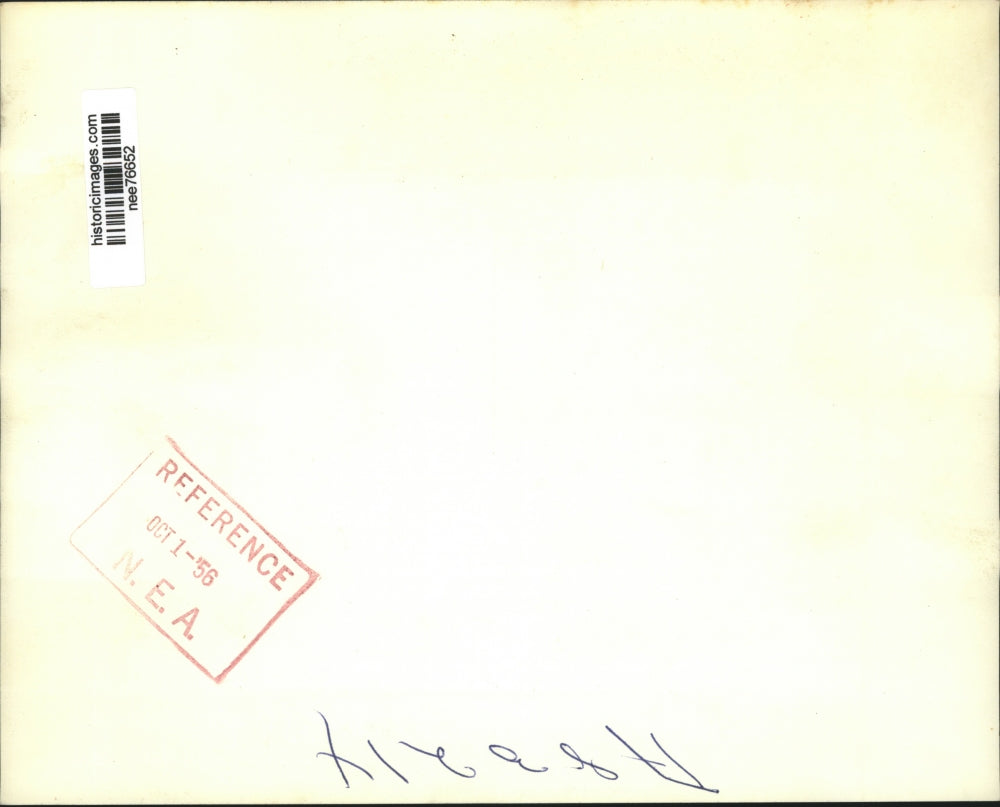 historicimages.com
nee76652
REFERENCE
OCT 1-'56
N. E. A.